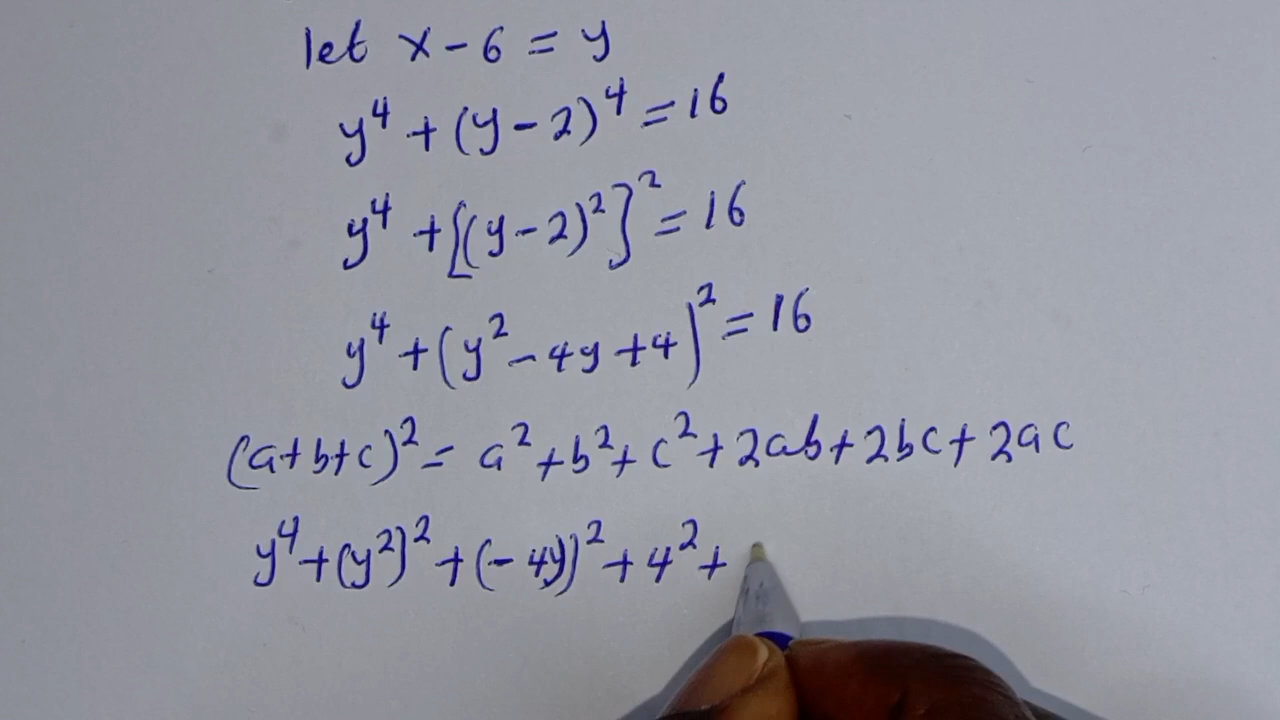 let x - 6 = y
y⁴ + (y - 2)⁴ = 16
y⁴ + [(y - 2)²]² = 16
y⁴ + (y² - 4y + 4)² = 16
(a+b+c)² = a² + b² + c² + 2ab + 2bc + 2ac
y⁴ + (y²)² + (- 4y)² + 4² +